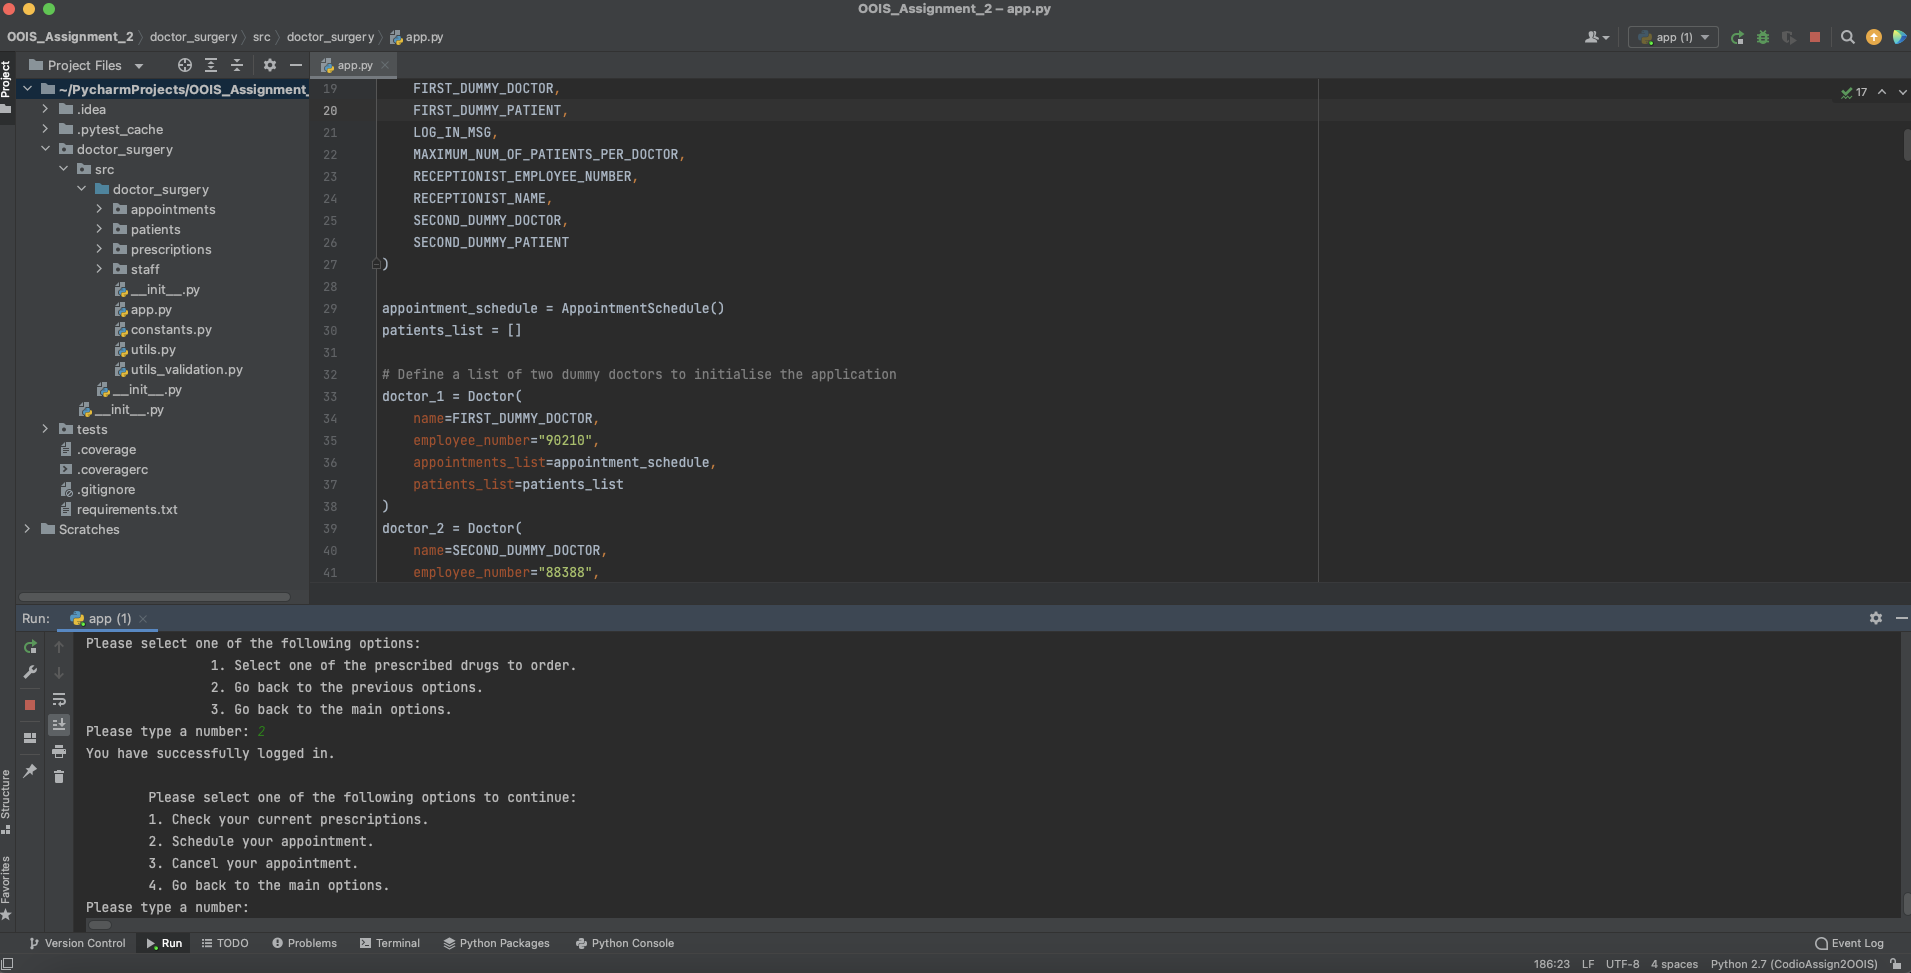 OOIS_Assignment_2 – app.py
OOIS_Assignment_2 doctor_surgery src doctor_surgery app.py app (1)
Project
Project Files
app.py
~/PycharmProjects/OOIS_Assignment_
.idea
.pytest_cache
doctor_surgery
src
doctor_surgery
appointments
patients
prescriptions
staff
__init__.py
app.py
constants.py
utils.py
utils_validation.py
__init__.py
__init__.py
tests
.coverage
.coveragerc
.gitignore
requirements.txt
Scratches
17
19 FIRST_DUMMY_DOCTOR,
20 FIRST_DUMMY_PATIENT,
21 LOG_IN_MSG,
22 MAXIMUM_NUM_OF_PATIENTS_PER_DOCTOR,
23 RECEPTIONIST_EMPLOYEE_NUMBER,
24 RECEPTIONIST_NAME,
25 SECOND_DUMMY_DOCTOR,
26 SECOND_DUMMY_PATIENT
27 )
28
29 appointment_schedule = AppointmentSchedule()
30 patients_list = []
31
32 # Define a list of two dummy doctors to initialise the application
33 doctor_1 = Doctor(
34 name=FIRST_DUMMY_DOCTOR,
35 employee_number="90210",
36 appointments_list=appointment_schedule,
37 patients_list=patients_list
38 )
39 doctor_2 = Doctor(
40 name=SECOND_DUMMY_DOCTOR,
41 employee_number="88388",
Run: app (1)
Please select one of the following options:
1. Select one of the prescribed drugs to order.
2. Go back to the previous options.
3. Go back to the main options.
Please type a number: 2
You have successfully logged in.
Please select one of the following options to continue:
1. Check your current prescriptions.
2. Schedule your appointment.
3. Cancel your appointment.
4. Go back to the main options.
Please type a number:
Structure
Favorites
Version Control Run TODO Problems Terminal Python Packages Python Console Event Log
186:23 LF UTF-8 4 spaces Python 2.7 (CodioAssign2OOIS)